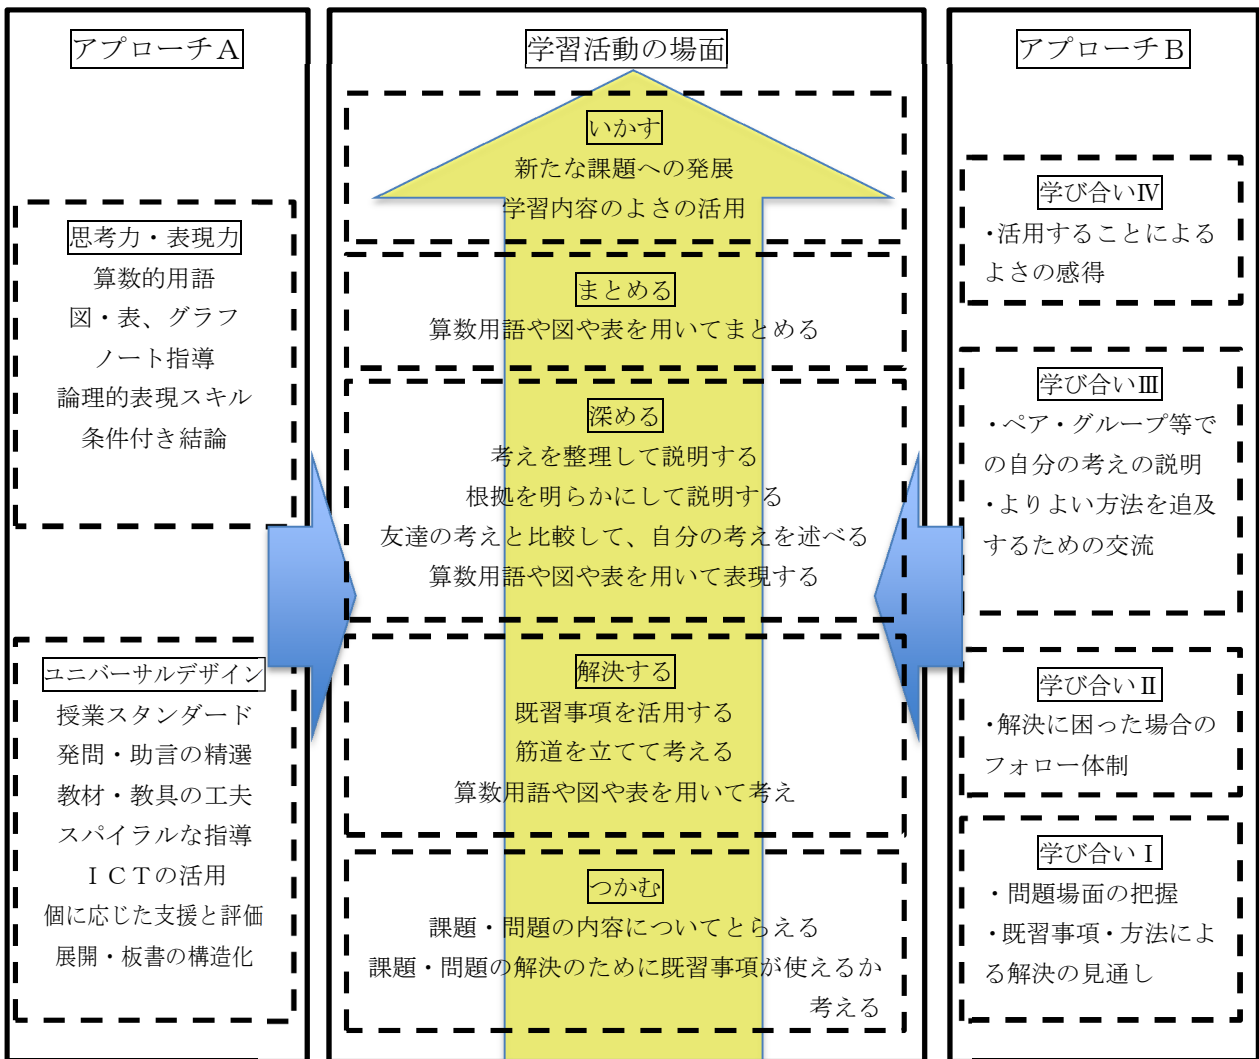 アプローチA
思考力・表現力
算数的用語
図・表、グラフ
ノート指導
論理的表現スキル
条件付き結論
ユニバーサルデザイン
授業スタンダード
発問・助言の精選
教材・教具の工夫
スパイラルな指導
ＩＣＴの活用
個に応じた支援と評価
展開・板書の構造化
学習活動の場面
いかす
新たな課題への発展
学習内容のよさの活用
まとめる
算数用語や図や表を用いてまとめる
深める
考えを整理して説明する
根拠を明らかにして説明する
友達の考えと比較して、自分の考えを述べる
算数用語や図や表を用いて表現する
解決する
既習事項を活用する
筋道を立てて考える
算数用語や図や表を用いて考え
つかむ
課題・問題の内容についてとらえる
課題・問題の解決のために既習事項が使えるか
考える
アプローチB
学び合いⅣ
・活用することによる
よさの感得
学び合いⅢ
・ペア・グループ等で
の自分の考えの説明
・よりよい方法を追及
するための交流
学び合いⅡ
・解決に困った場合の
フォロー体制
学び合いⅠ
・問題場面の把握
・既習事項・方法によ
る解決の見通し